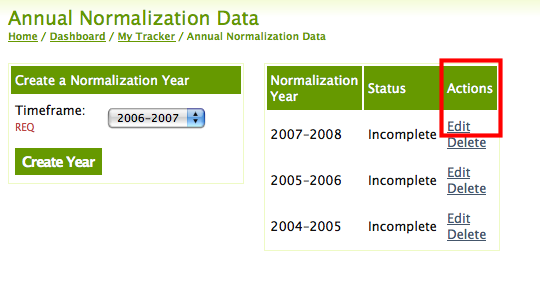 Annual Normalization Data
Home / Dashboard / My Tracker / Annual Normalization Data
Create a Normalization Year
Timeframe:
REQ
2006-2007
Create Year
Normalization Year Status Actions
2007-2008 Incomplete Edit
Delete
2005-2006 Incomplete Edit
Delete
2004-2005 Incomplete Edit
Delete